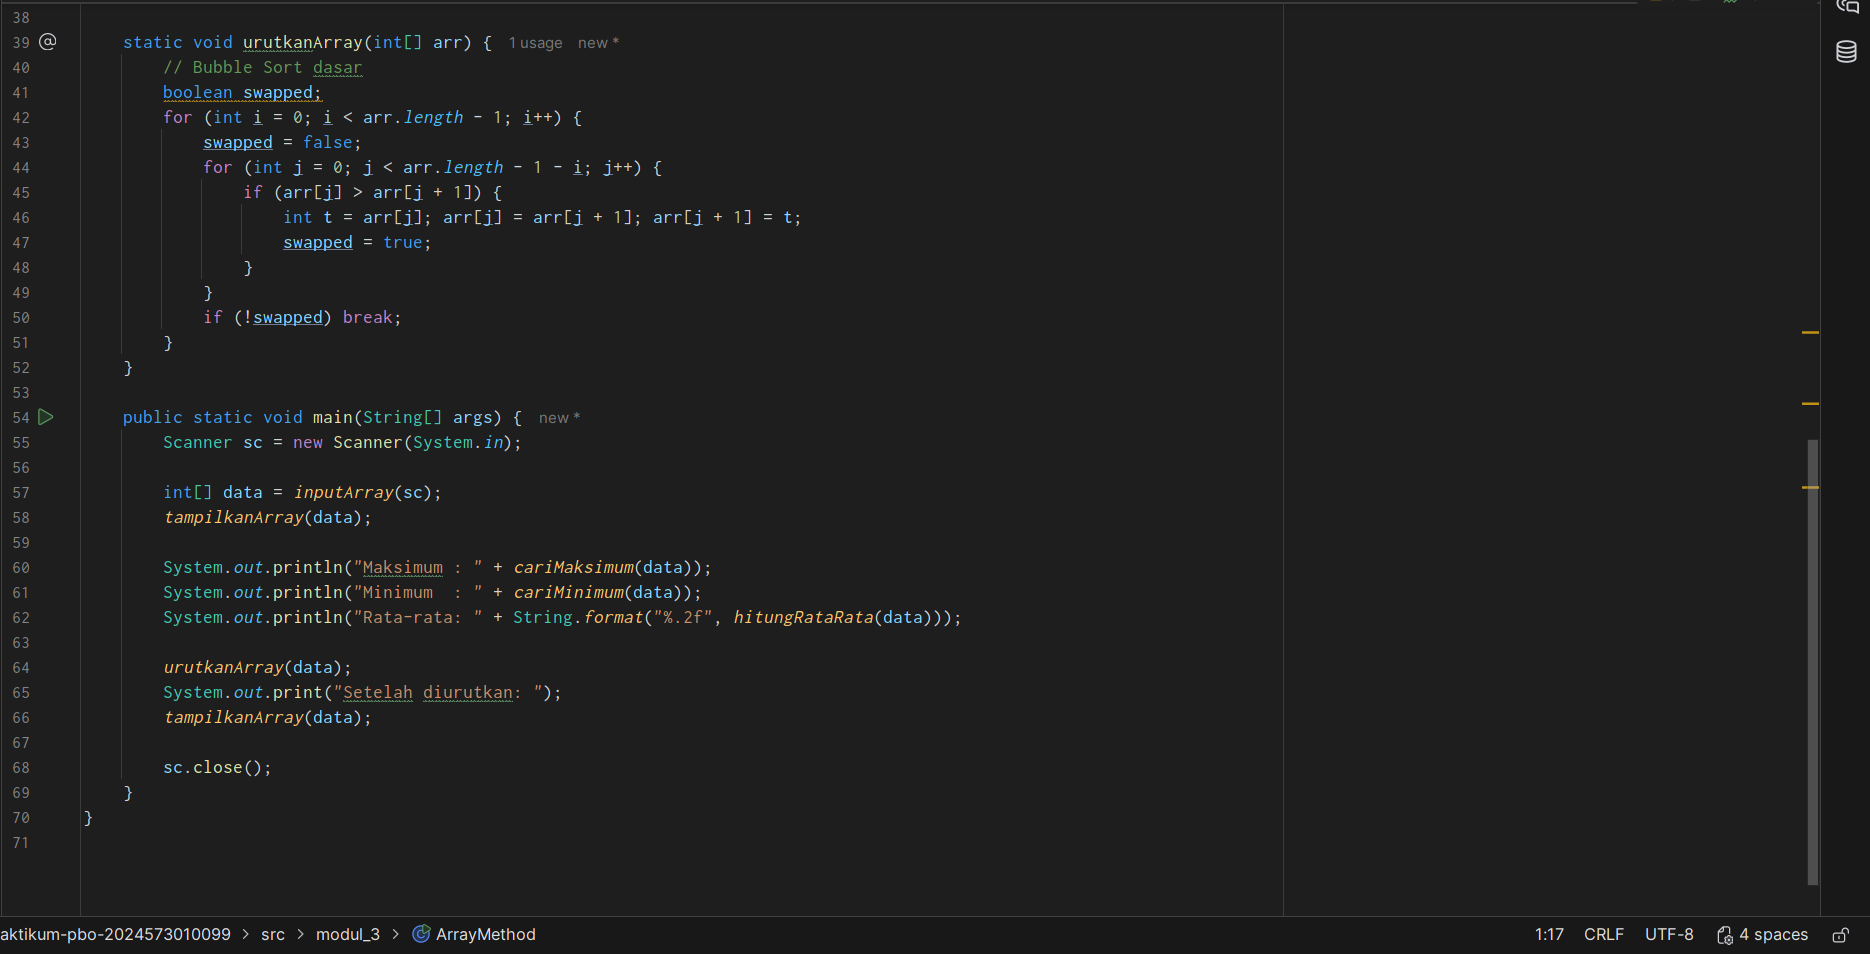 38
39 static void urutkanArray(int[] arr) { 1 usage new *
40 // Bubble Sort dasar
41 boolean swapped;
42 for (int i = 0; i < arr.length - 1; i++) {
43 swapped = false;
44 for (int j = 0; j < arr.length - 1 - i; j++) {
45 if (arr[j] > arr[j + 1]) {
46 int t = arr[j]; arr[j] = arr[j + 1]; arr[j + 1] = t;
47 swapped = true;
48 }
49 }
50 if (!swapped) break;
51 }
52 }
53
54 public static void main(String[] args) { new *
55 Scanner sc = new Scanner(System.in);
56
57 int[] data = inputArray(sc);
58 tampilkanArray(data);
59
60 System.out.println("Maksimum : " + cariMaksimum(data));
61 System.out.println("Minimum  : " + cariMinimum(data));
62 System.out.println("Rata-rata: " + String.format("%.2f", hitungRataRata(data)));
63
64 urutkanArray(data);
65 System.out.print("Setelah diurutkan: ");
66 tampilkanArray(data);
67
68 sc.close();
69 }
70 }
71
aktikum-pbo-2024573010099 > src > modul_3 > ArrayMethod 1:17 CRLF UTF-8 4 spaces